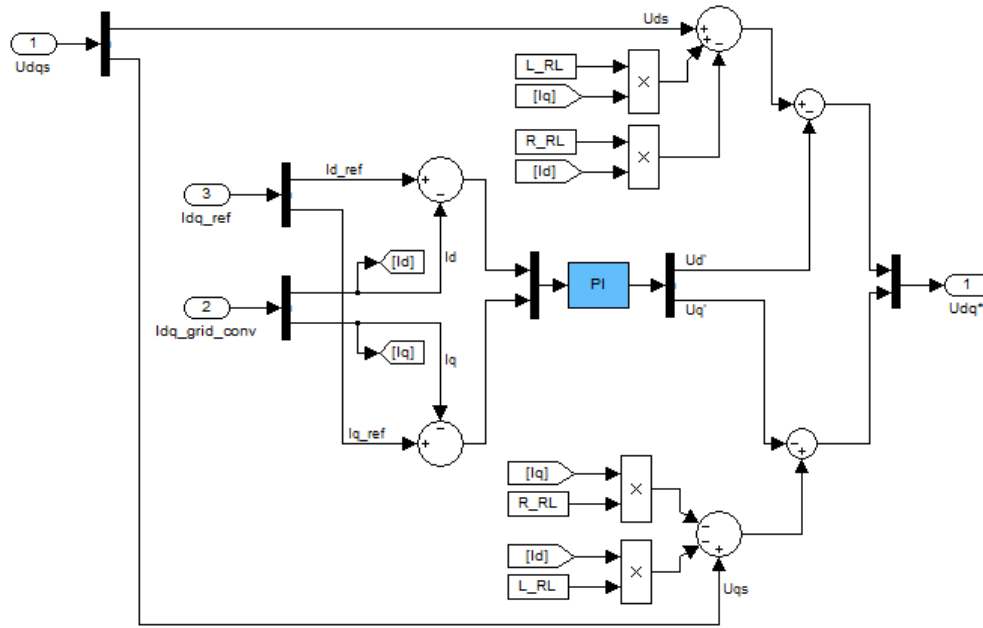 1
Udqs
Uds
L_RL
[Iq]
×
R_RL
[Id]
×
3
Idq_ref
Id_ref
[Id]
Id
2
Idq_grid_conv
[Iq]
Iq
Iq_ref
PI
Ud'
Uq'
1
Udq*
[Iq]
R_RL
×
[Id]
L_RL
×
Uqs